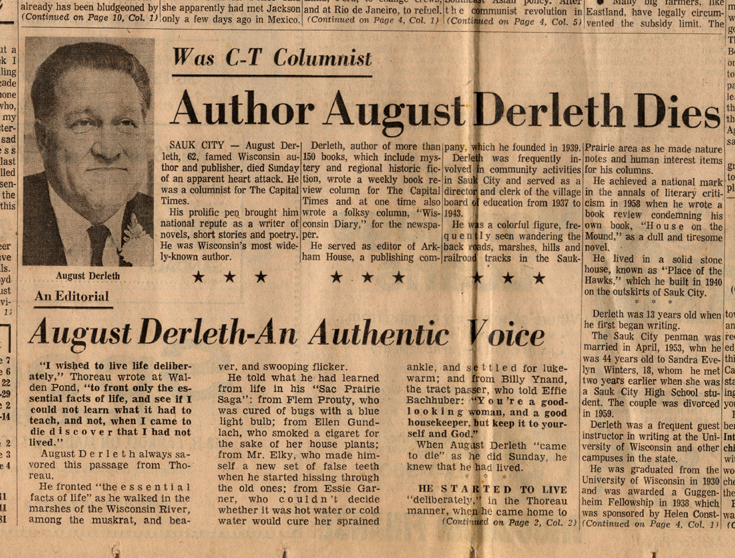 already has been bludgeoned by
(Continued on Page 10, Col. 1)
she apparently had met Jackson
only a few days ago in Mexico.
and at Rio de Janeiro, to refuel.
(Continued on Page 4, Col. 1)
Asian policy. After
the communist revolution in
(Continued on Page 4, Col. 5)
Many big farmers, like
Eastland, have legally circum-
vented the subsidy limit. The
Was C-T Columnist
Author August Derleth Dies
August Derleth
SAUK CITY — August Der-
leth, 62, famed Wisconsin au-
thor and publisher, died Sunday
of an apparent heart attack. He
was a columnist for The Capital
Times.
His prolific pen brought him
national repute as a writer of
novels, short stories and poetry.
He was Wisconsin's most wide-
ly-known author.
Derleth, author of more than
150 books, which include mys-
tery and regional historic fic-
tion, wrote a weekly book re-
view column for The Capital
Times and at one time also
wrote a folksy column, "Wis-
consin Diary," for the newspa-
per.
He served as editor of Ark-
ham House, a publishing com-
pany, which he founded in 1939.
Derleth was frequently in-
volved in community activities
in Sauk City and served as a
director and clerk of the village
board of education from 1937 to
1943.
He was a colorful figure, fre-
quently seen wandering the
back roads, marshes, hills and
railroad tracks in the Sauk-
Prairie area as he made nature
notes and human interest items
for his columns.
He achieved a national mark
in the annals of literary criti-
cism in 1958 when he wrote a
book review condemning his
own book, "House on the
Mound," as a dull and tiresome
novel.
He lived in a solid stone
house, known as "Place of the
Hawks," which he built in 1940
on the outskirts of Sauk City.
* * *
Derleth was 13 years old when
he first began writing.
The Sauk City penman was
married in April, 1953, whn he
was 44 years old to Sandra Eve-
lyn Winters, 18, whom he met
two years earlier when she was
a Sauk City High School stu-
dent. The couple was divorced
in 1959.
Derleth was a frequent guest
instructor in writing at the Uni-
versity of Wisconsin and other
campuses in the state.
He was graduated from the
University of Wisconsin in 1930
and was awarded a Guggen-
heim Fellowship in 1938 which
was sponsored by Helen Const-
(Continued on Page 4, Col. 1)
★ ★ ★ ★ ★ ★ ★ ★ ★
An Editorial
August Derleth-An Authentic Voice
"I wished to live life deliber-
ately," Thoreau wrote at Wal-
den Pond, "to front only the es-
sential facts of life, and see if I
could not learn what it had to
teach, and not, when I came to
die discover that I had not
lived."
August Derleth always sa-
vored this passage from Tho-
reau.
He fronted "the essential
facts of life" as he walked in the
marshes of the Wisconsin River,
among the muskrat, and bea-
ver, and swooping flicker.
He told what he had learned
from life in his "Sac Prairie
Saga": from Flem Prouty, who
was cured of bugs with a blue
light bulb; from Ellen Gund-
lach, who smoked a cigaret for
the sake of her house plants;
from Mr. Elky, who made him-
self a new set of false teeth
when he started hissing through
the old ones; from Essie Gar-
ner, who couldn't decide
whether it was hot water or cold
water would cure her sprained
ankle, and settled for luke-
warm; and from Billy Ynand,
the tract passer, who told Effie
Bachhuber: "You're a good-
looking woman, and a good
housekeeper, but keep it to your-
self and God."
When August Derleth "came
to die" as he did Sunday, he
knew that he had lived.
HE STARTED TO LIVE
"deliberately," in the Thoreau
manner, when he came home to
(Continued on Page 2, Col. 2)